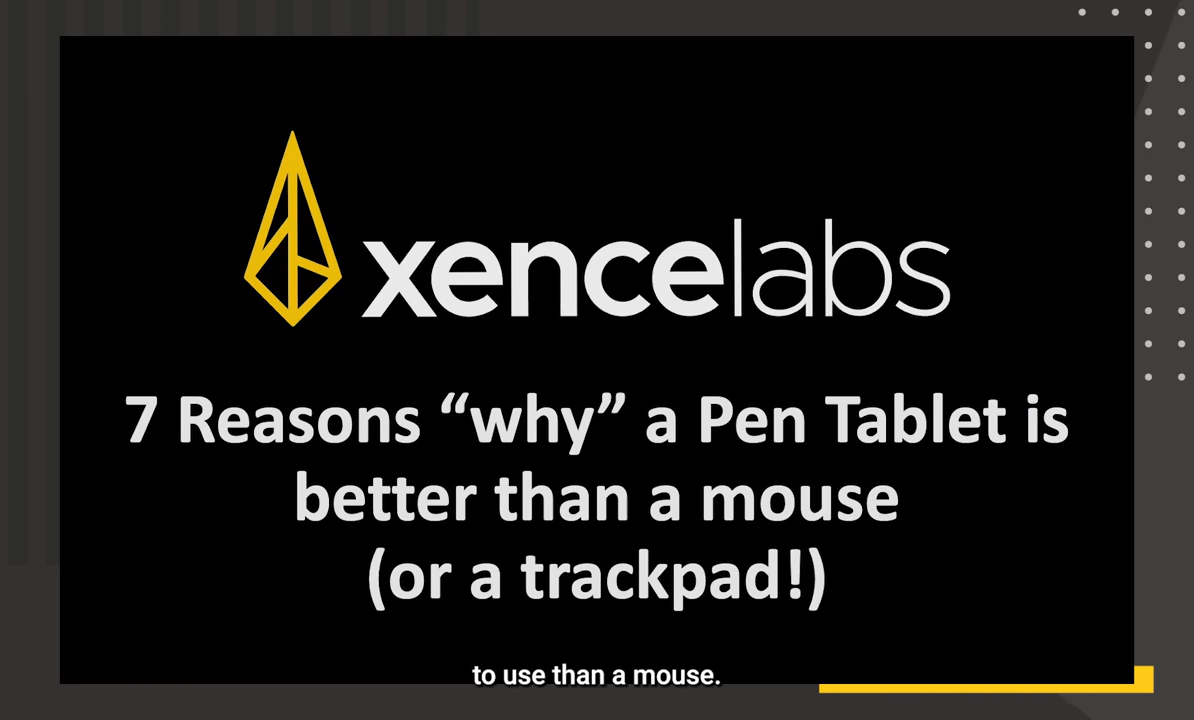 xencelabs
7 Reasons “why” a Pen Tablet is
better than a mouse
(or a trackpad!)
to use than a mouse.